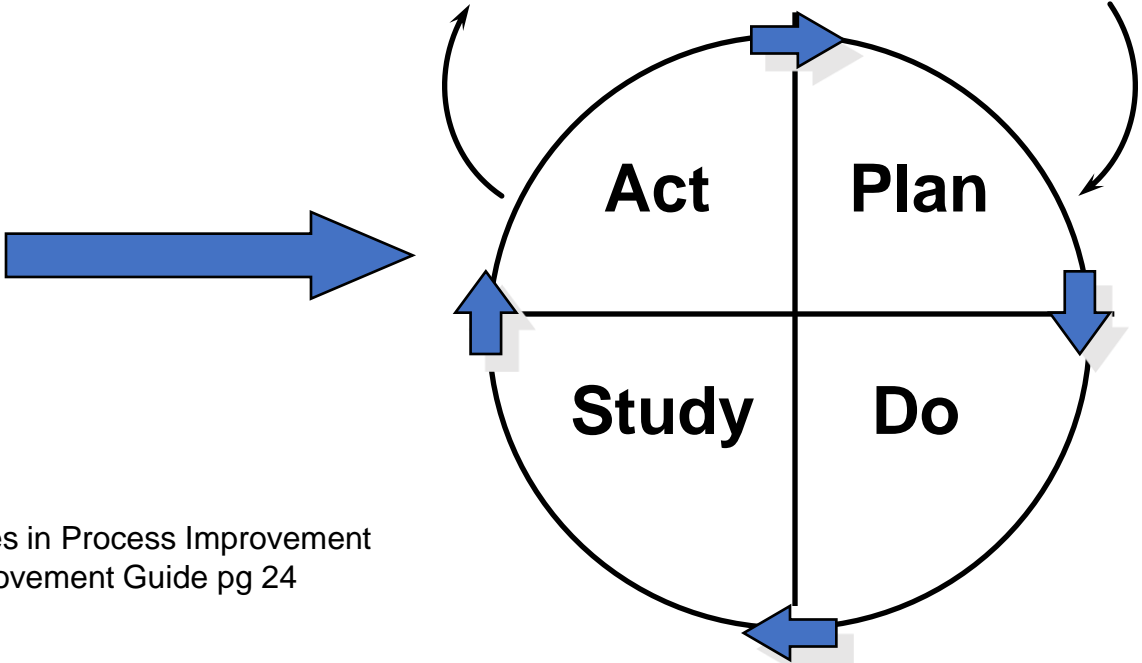 Act Plan
Study Do
es in Process Improvement
ovement Guide pg 24